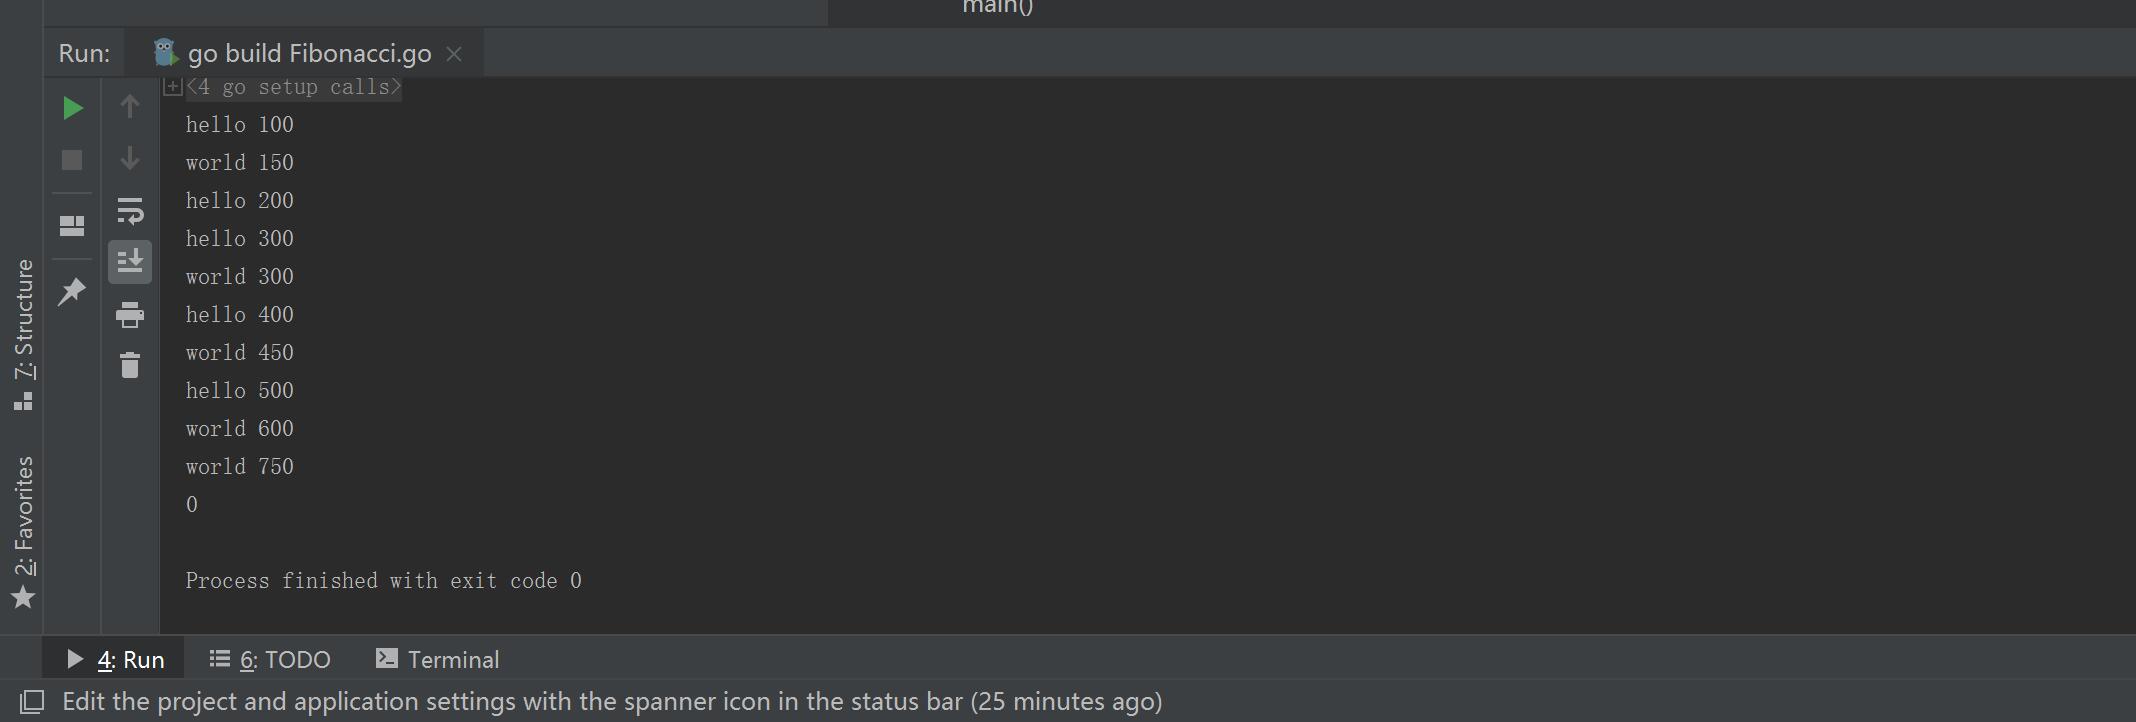 main()
Run: go build Fibonacci.go
<4 go setup calls>
hello 100
world 150
hello 200
hello 300
world 300
hello 400
world 450
hello 500
world 600
world 750
0
Process finished with exit code 0
7: Structure
2: Favorites
4: Run 6: TODO Terminal
Edit the project and application settings with the spanner icon in the status bar (25 minutes ago)